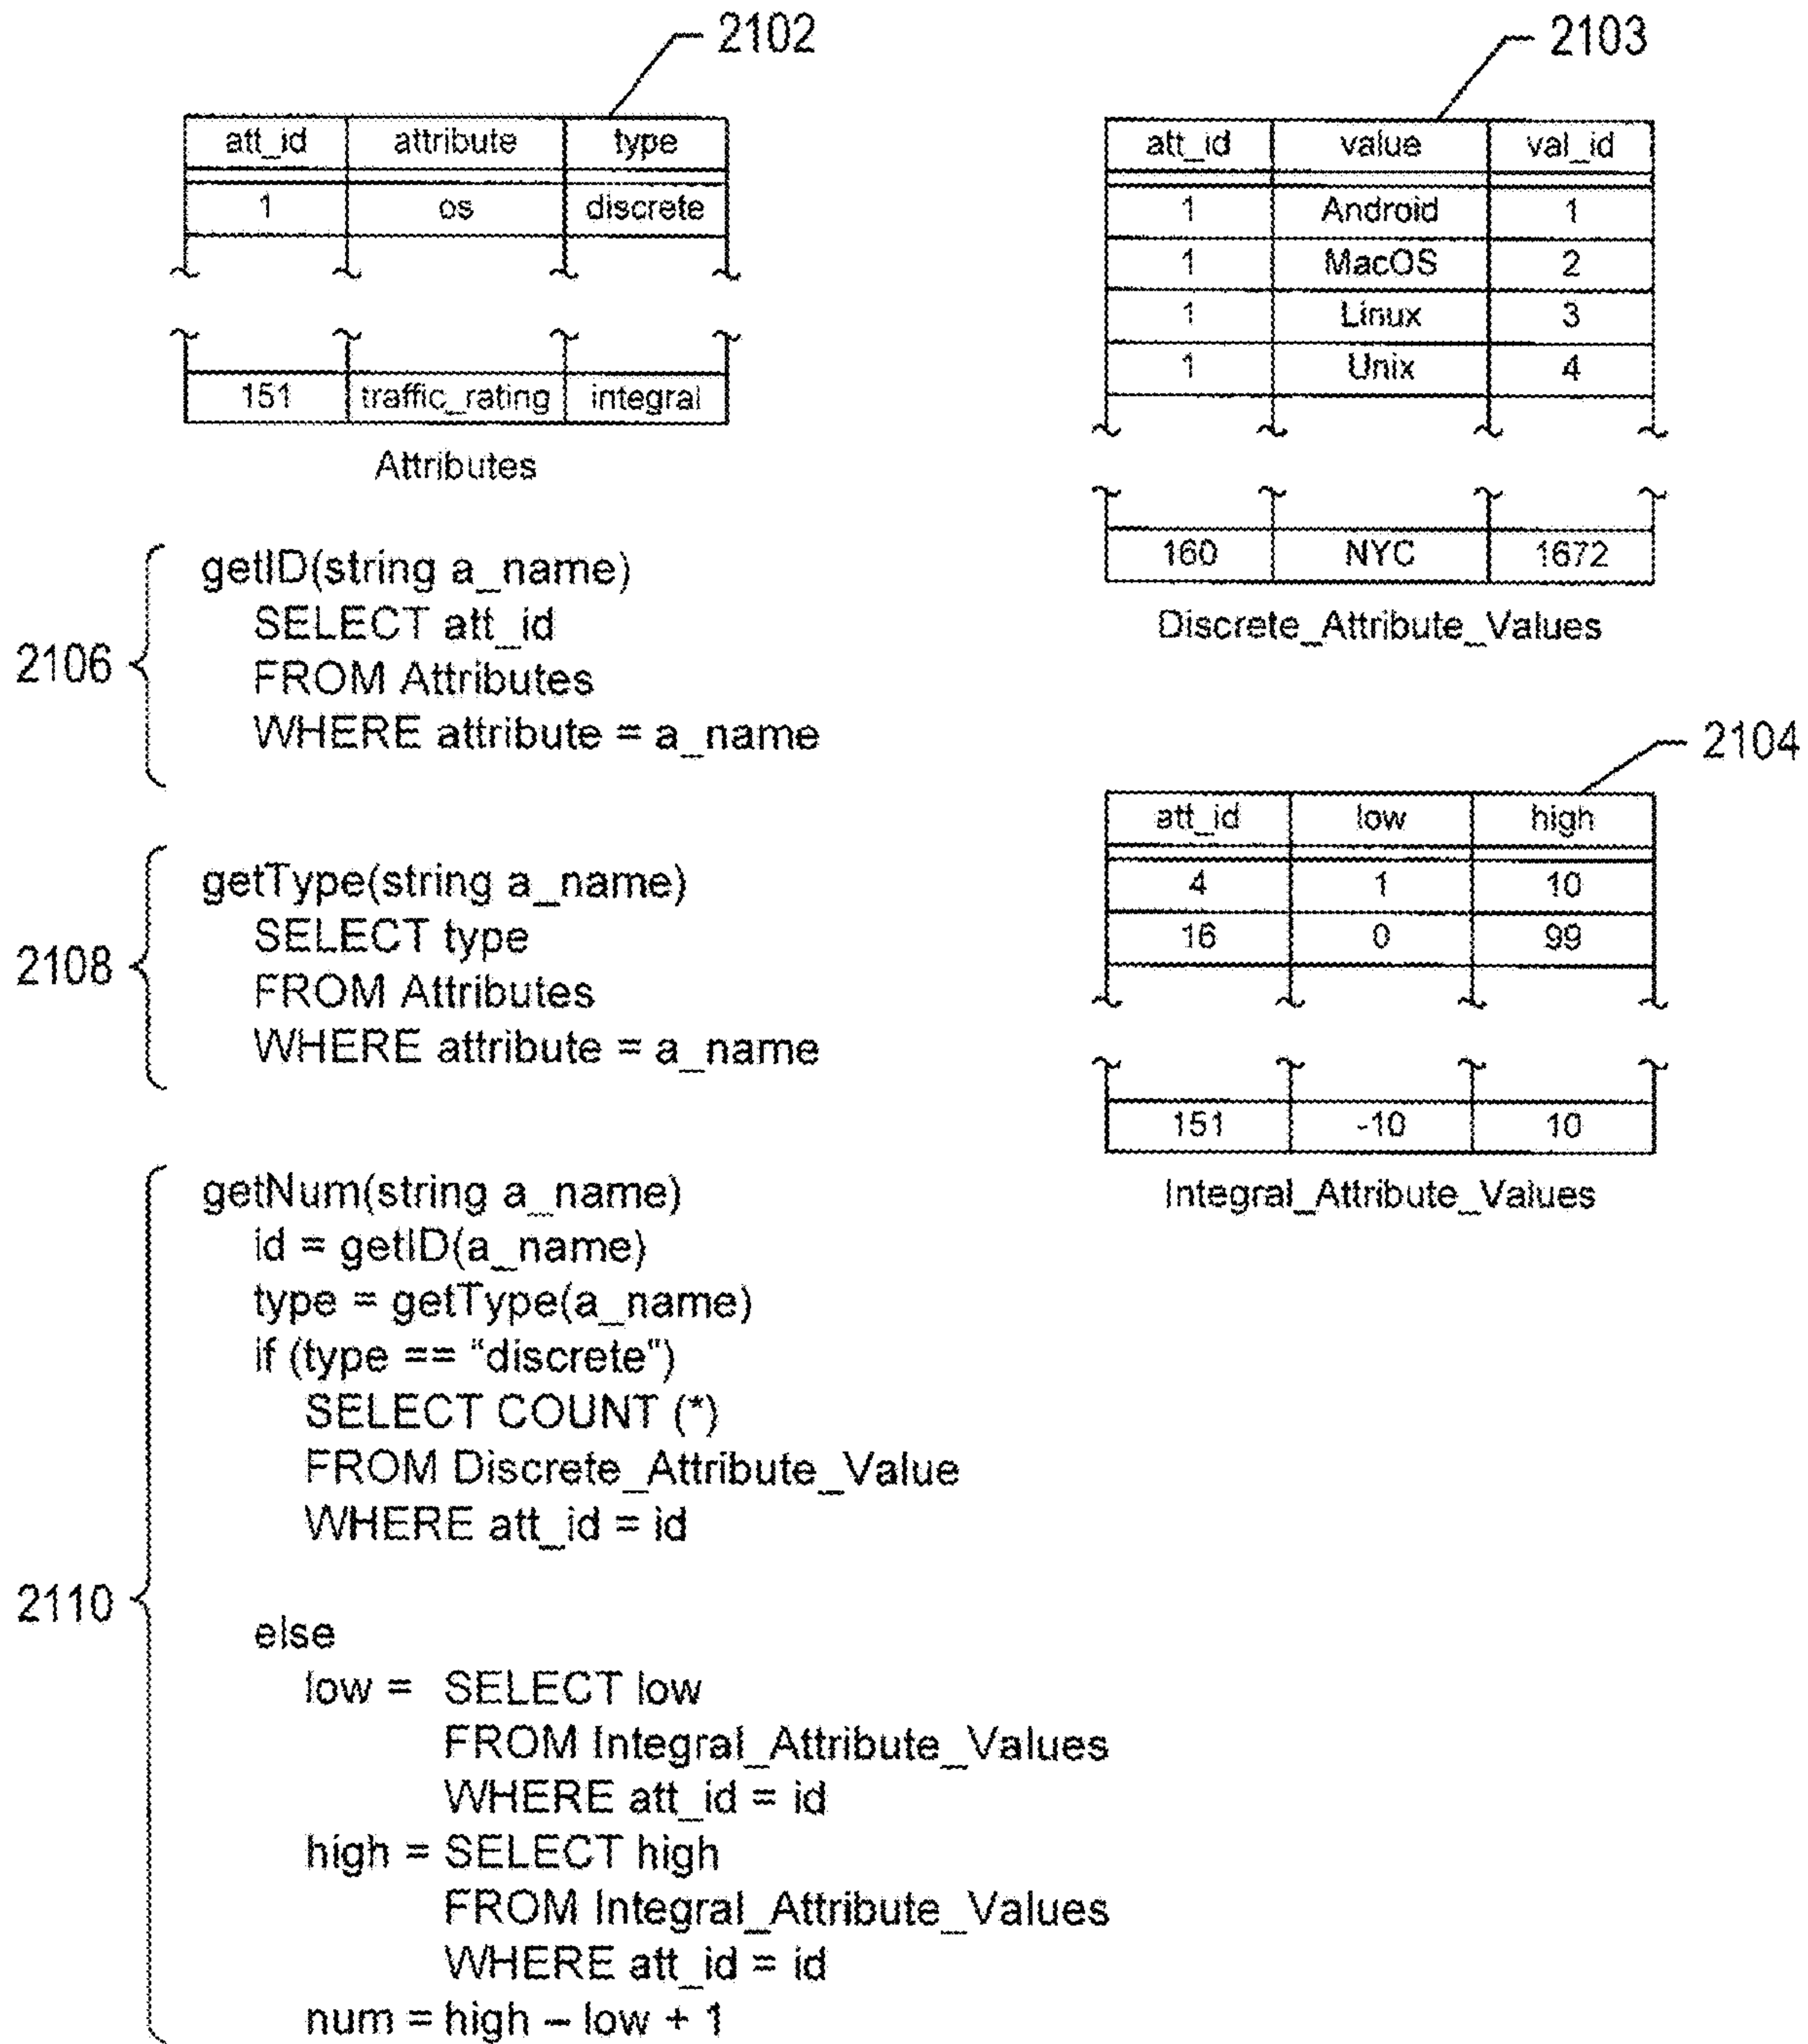 2102
att_id attribute type
1 os discrete
151 traffic_rating integral
Attributes
2103
att_id value val_id
1 Android 1
1 MacOS 2
1 Linux 3
1 Unix 4
160 NYC 1672
Discrete_Attribute_Values
2106
getID(string a_name)
SELECT att_id
FROM Attributes
WHERE attribute = a_name
2104
att_id low high
4 1 10
16 0 99
151 -10 10
Integral_Attribute_Values
2108
getType(string a_name)
SELECT type
FROM Attributes
WHERE attribute = a_name
2110
getNum(string a_name)
id = getID(a_name)
type = getType(a_name)
if (type == “discrete”)
SELECT COUNT (*)
FROM Discrete_Attribute_Value
WHERE att_id = id
else
low = SELECT low
FROM Integral_Attribute_Values
WHERE att_id = id
high = SELECT high
FROM Integral_Attribute_Values
WHERE att_id = id
num = high – low + 1